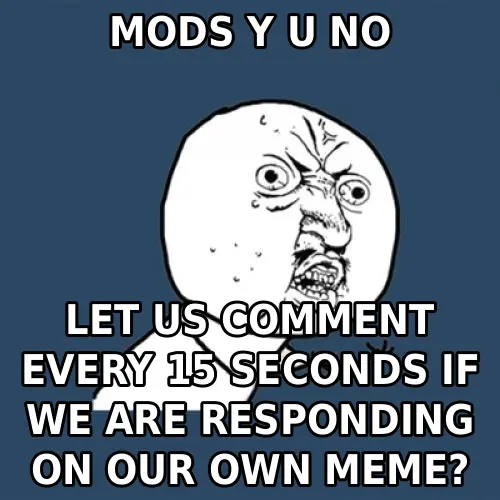 MODS Y U NO
LET US COMMENT
EVERY 15 SECONDS IF
WE ARE RESPONDING
ON OUR OWN MEME?